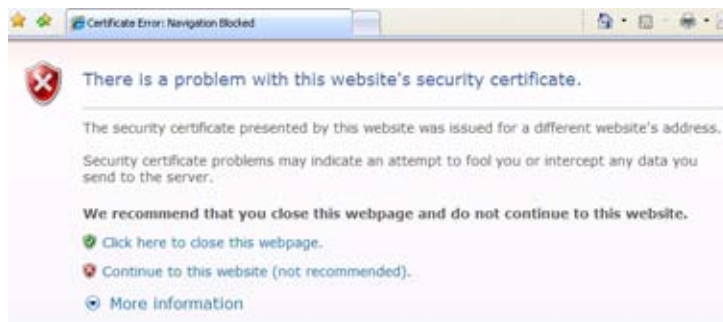 Certificate Error: Navigation Blocked
There is a problem with this website's security certificate.
The security certificate presented by this website was issued for a different website's address.
Security certificate problems may indicate an attempt to fool you or intercept any data you
send to the server.
We recommend that you close this webpage and do not continue to this website.
Click here to close this webpage.
Continue to this website (not recommended).
More information